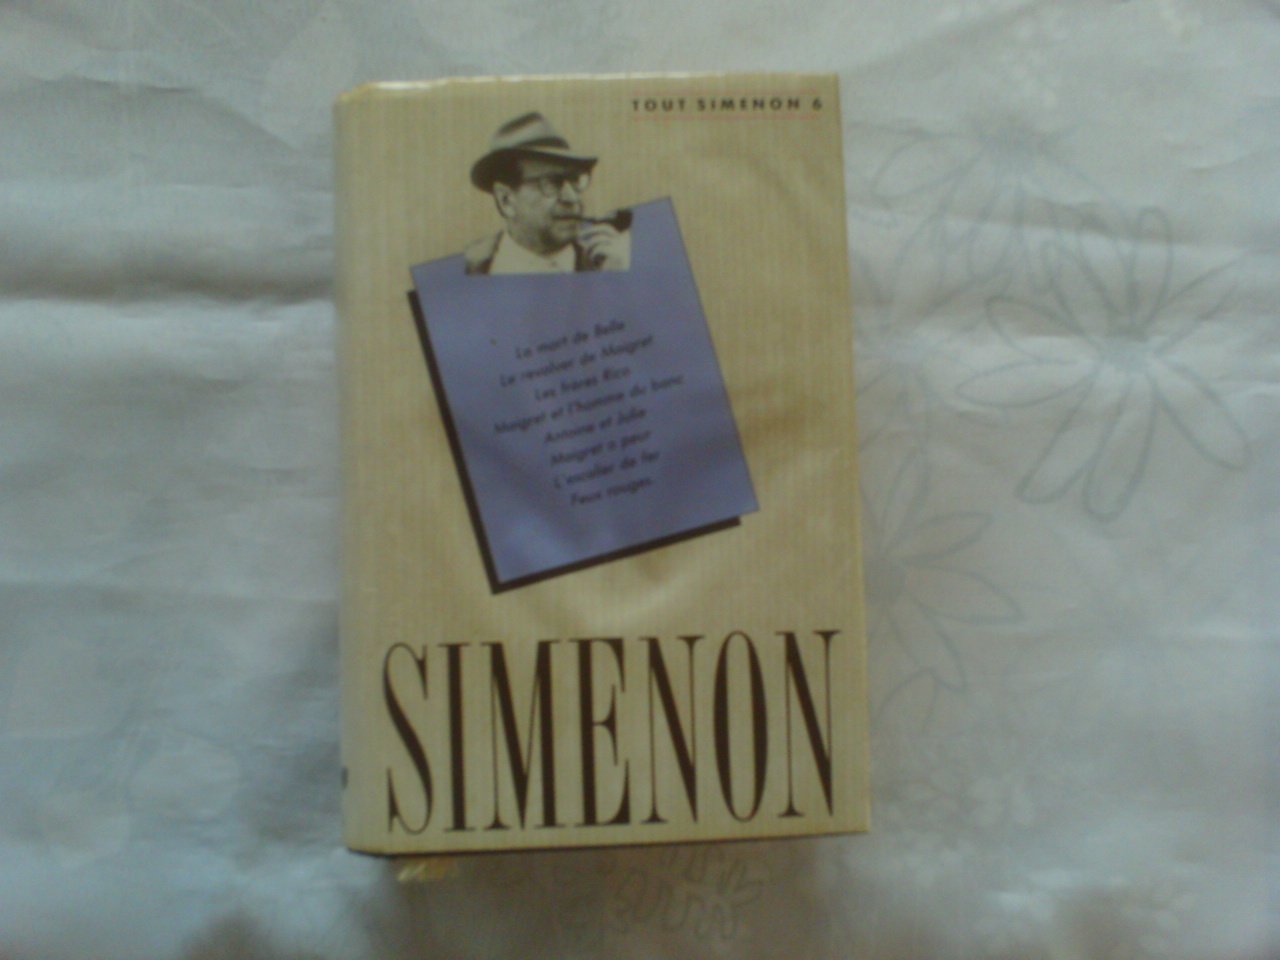 TOUT SIMENON 6
La mort de Belle
Le revolver de Maigret
Les frères Rico
Maigret et l'homme du banc
Antoine et Julie
Maigret a peur
L'escalier de fer
Feux rouges
SIMENON